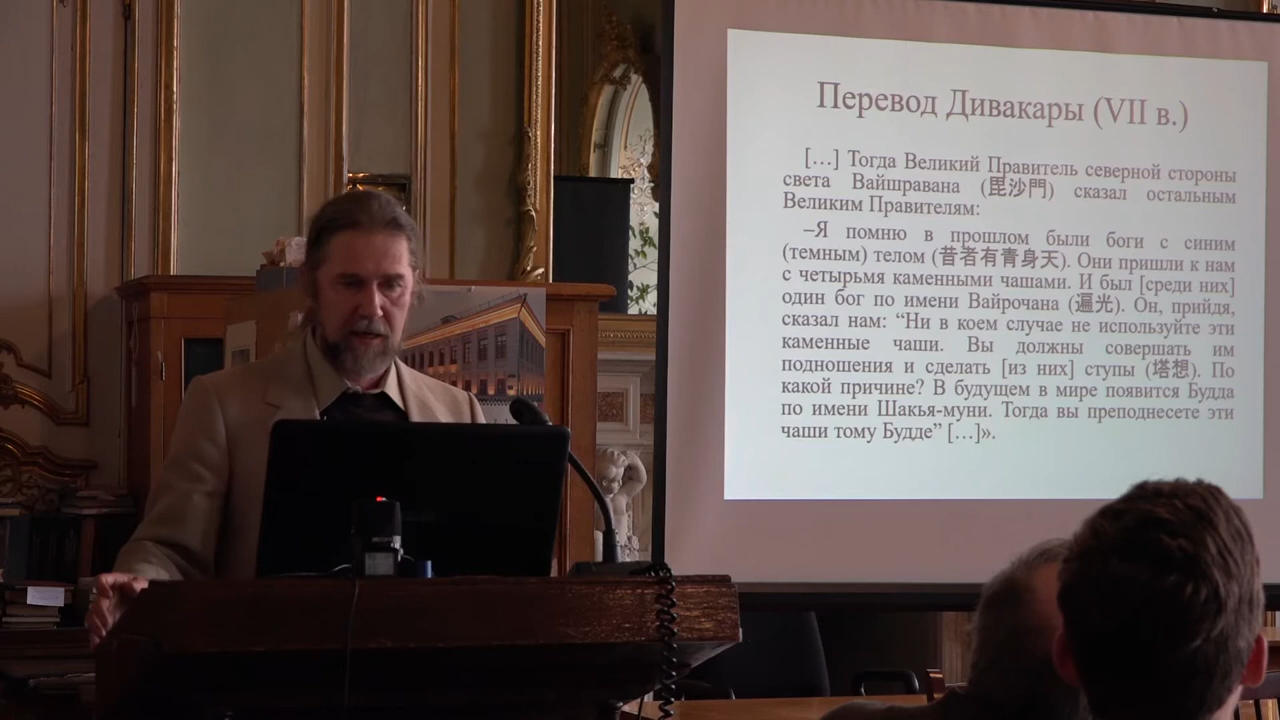 Перевод Дивакары (VII в.)
[…] Тогда Великий Правитель северной стороны
света Вайшравана (毘沙門) сказал остальным
Великим Правителям:
–Я помню в прошлом были боги с синим
(темным) телом (昔者有青身天). Они пришли к нам
с четырьмя каменными чашами. И был [среди них]
один бог по имени Вайрочана (遍光). Он, прийдя,
сказал нам: “Ни в коем случае не используйте эти
каменные чаши. Вы должны совершать им
подношения и сделать [из них] ступы (塔想). По
какой причине? В будущем в мире появится Будда
по имени Шакья-муни. Тогда вы преподнесете эти
чаши тому Будде” […]».